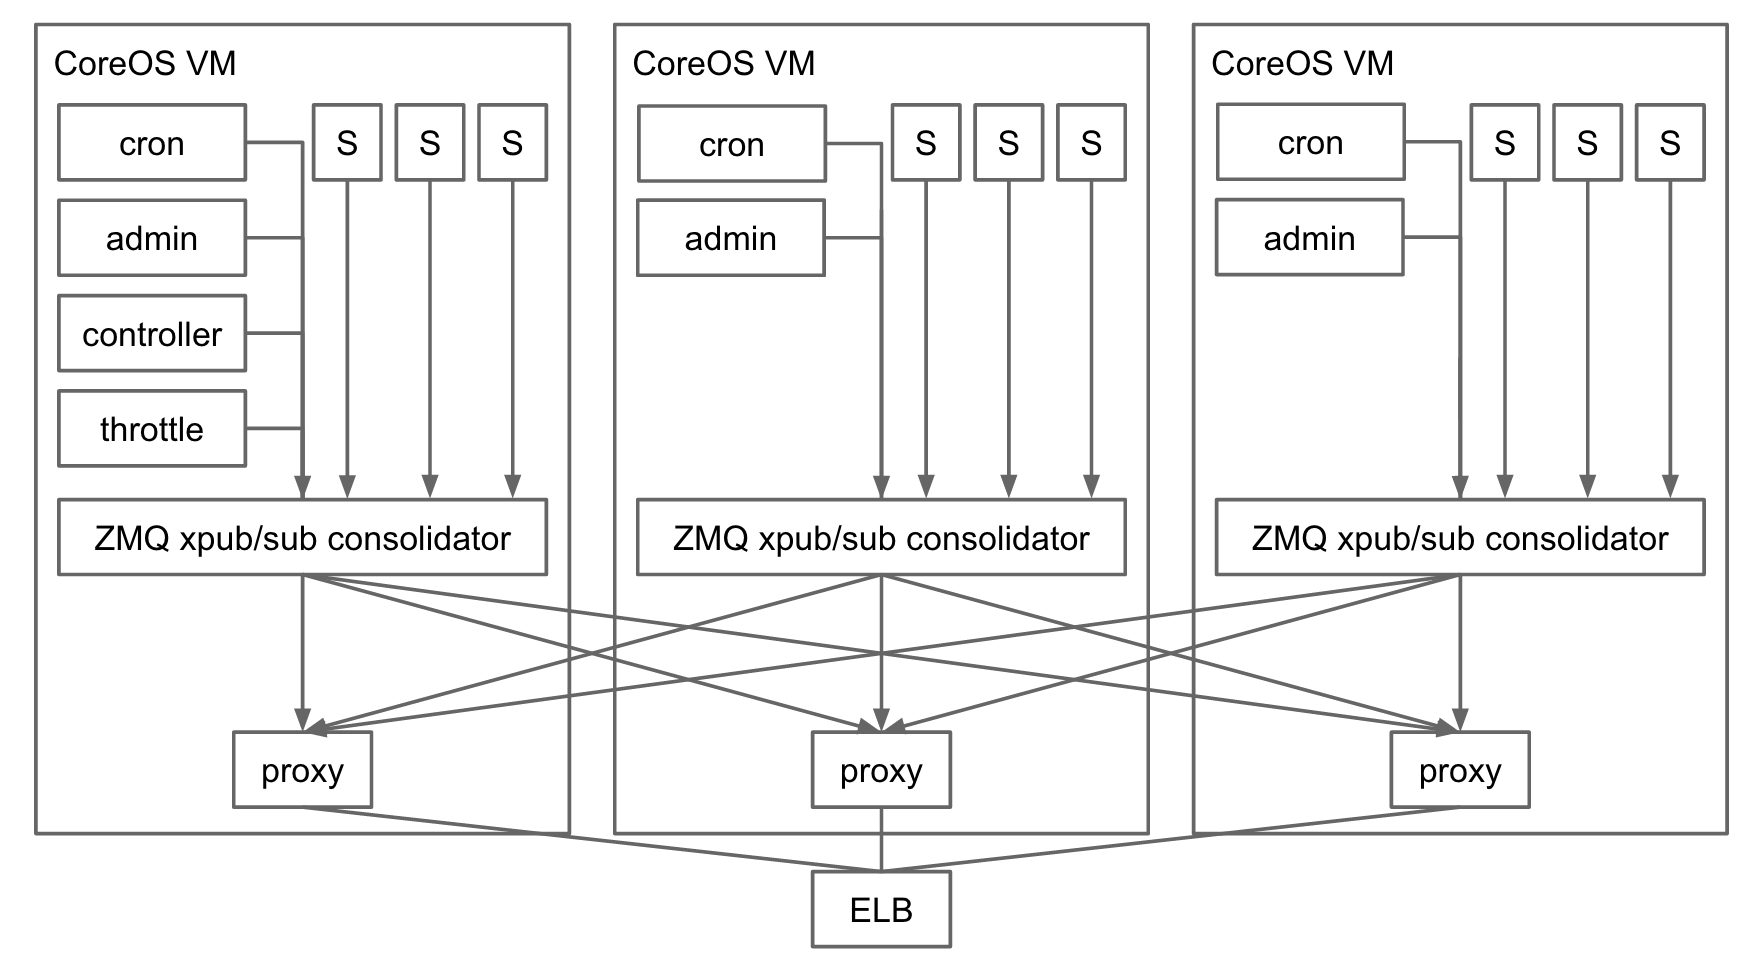 CoreOS VM
cron
S
S
S
admin
controller
throttle
ZMQ xpub/sub consolidator
proxy
CoreOS VM
cron
S
S
S
admin
ZMQ xpub/sub consolidator
proxy
CoreOS VM
cron
S
S
S
admin
ZMQ xpub/sub consolidator
proxy
ELB